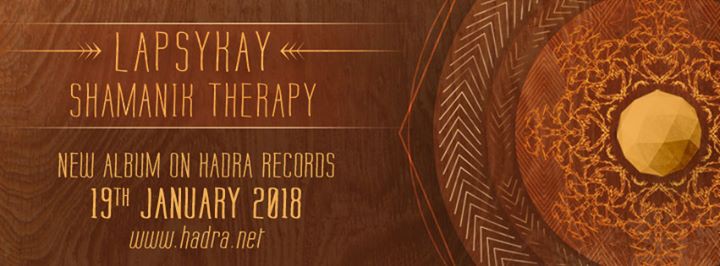 LAPSYKAY
SHAMANIK THERAPY
NEW ALBUM ON HADRA RECORDS
19TH JANUARY 2018
www.hadra.net